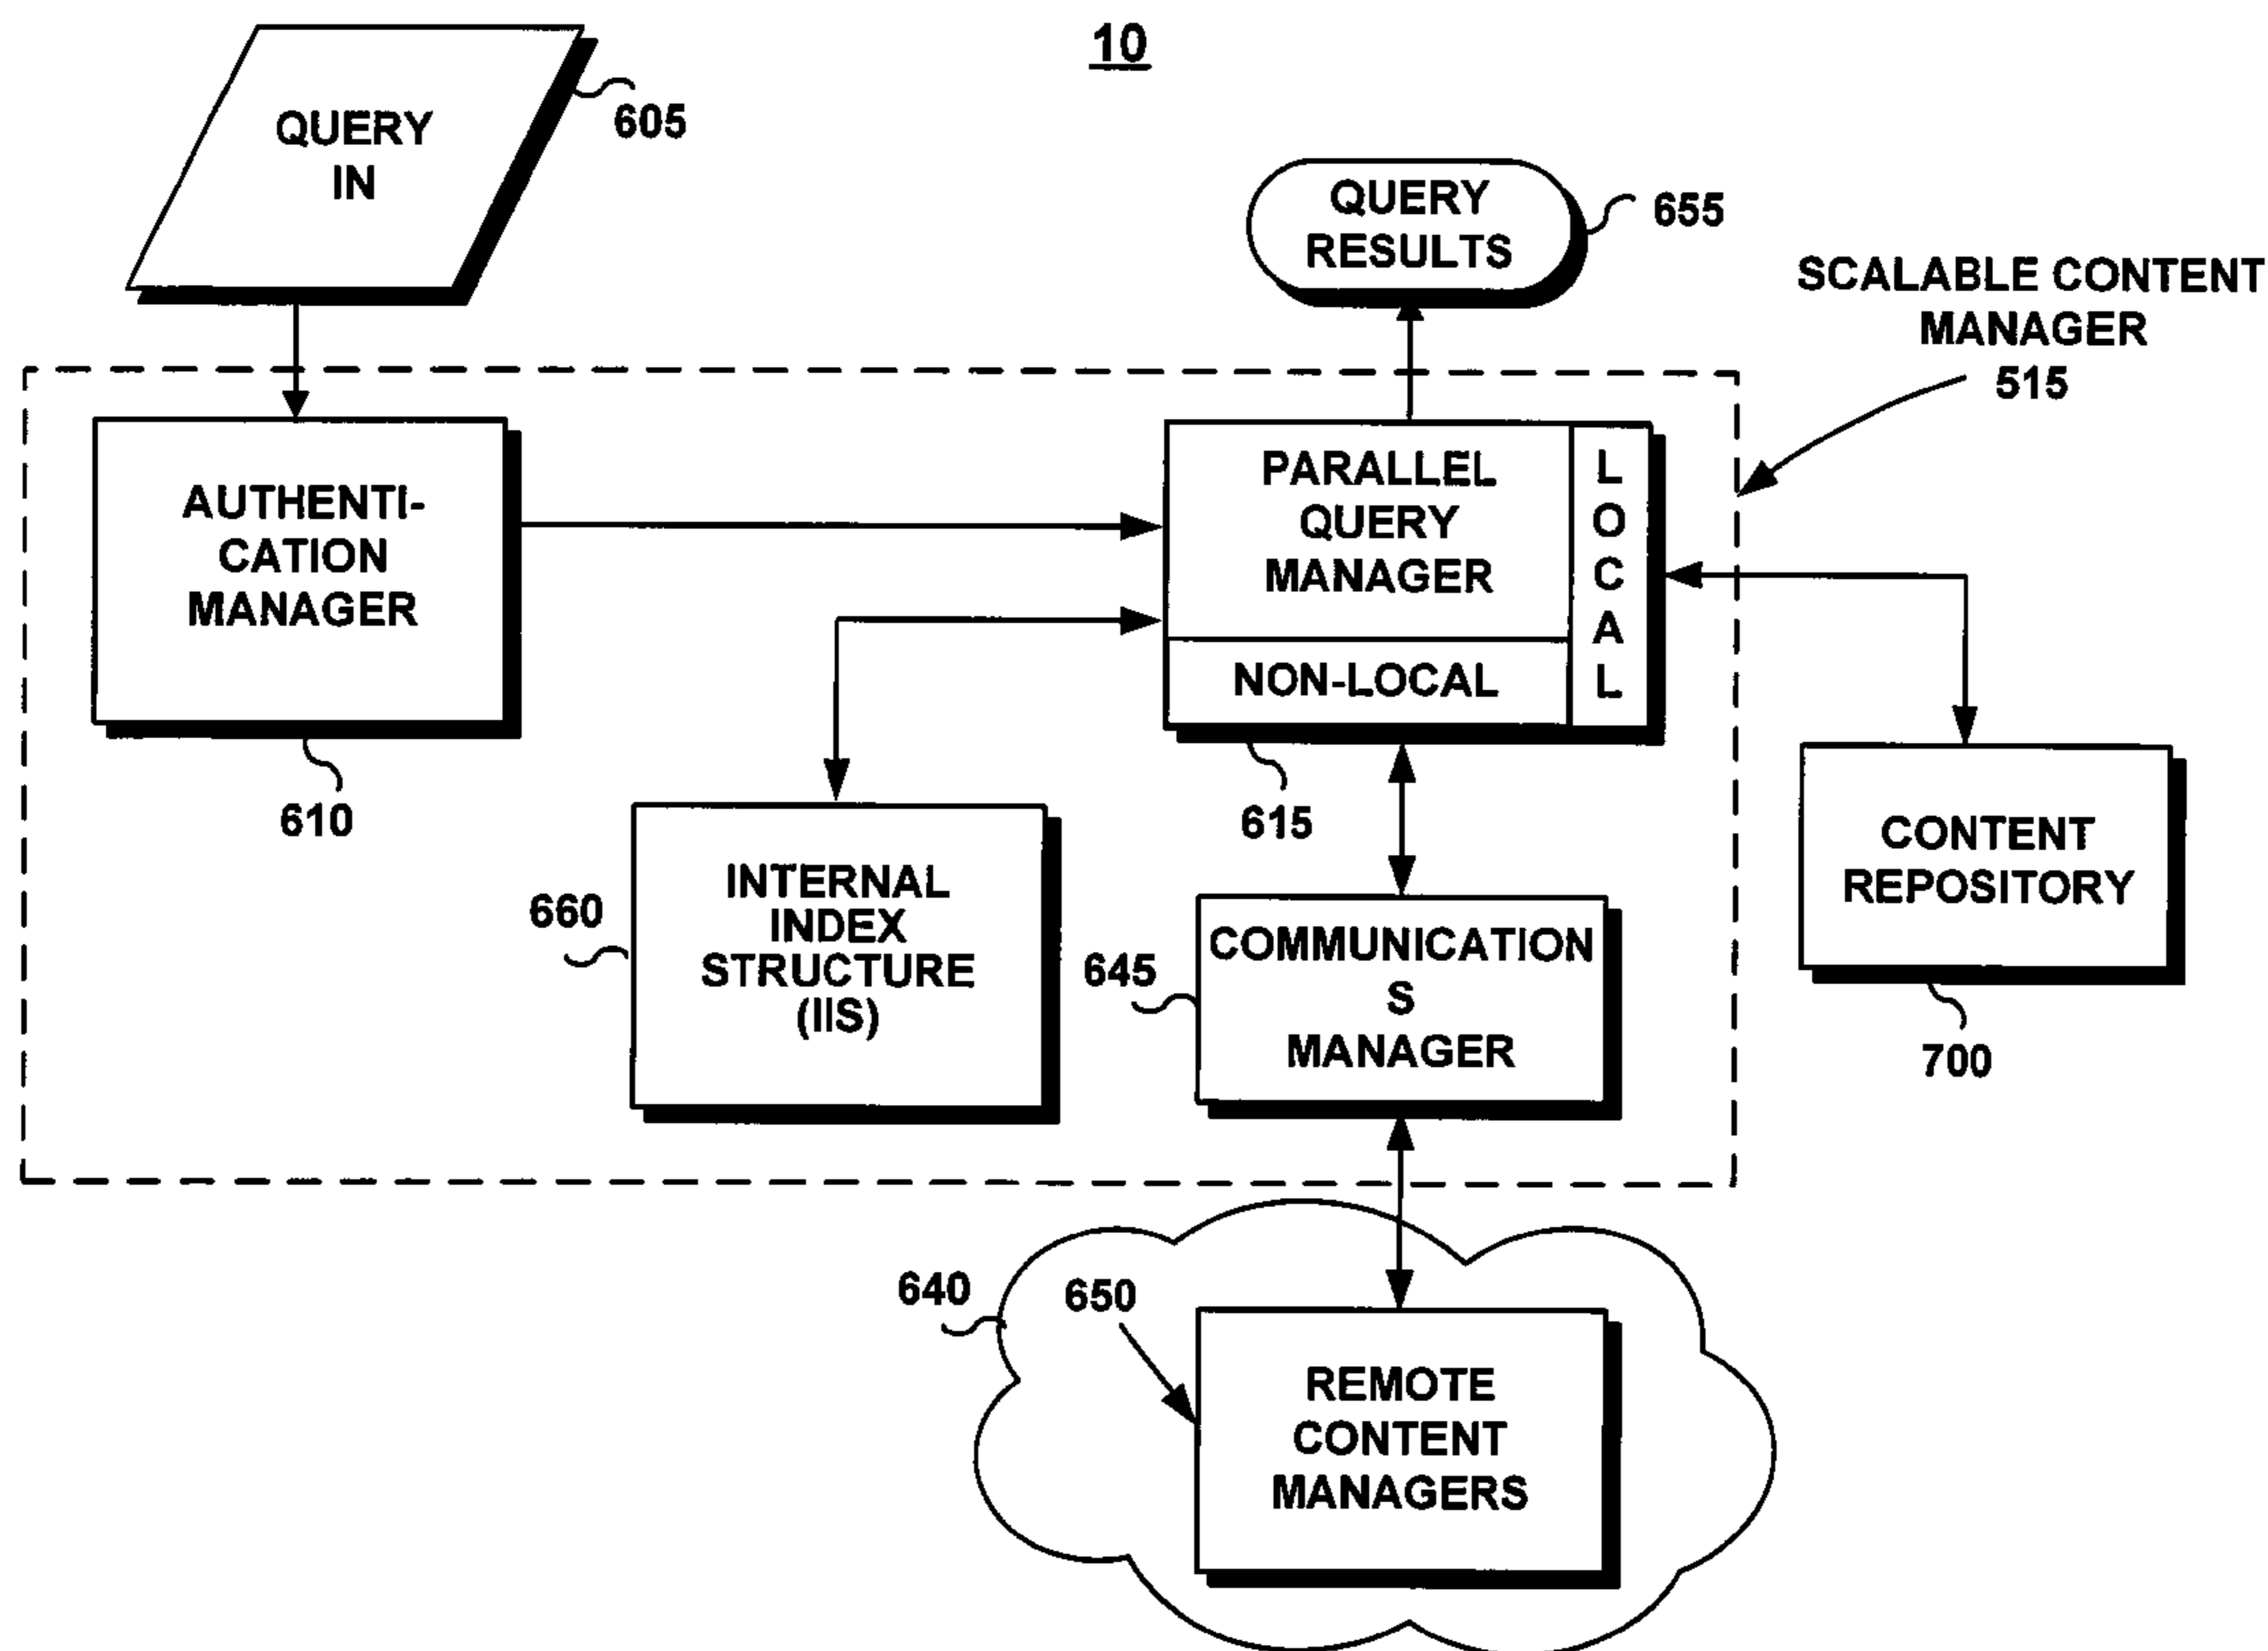 10
QUERY
IN
605
QUERY
RESULTS
655
SCALABLE CONTENT
MANAGER
515
AUTHENTI-
CATION
MANAGER
610
PARALLEL
QUERY
MANAGER
NON-LOCAL
L
O
C
A
L
615
INTERNAL
INDEX
STRUCTURE
(IIS)
660
COMMUNICATION
S
MANAGER
645
CONTENT
REPOSITORY
700
640
650
REMOTE
CONTENT
MANAGERS